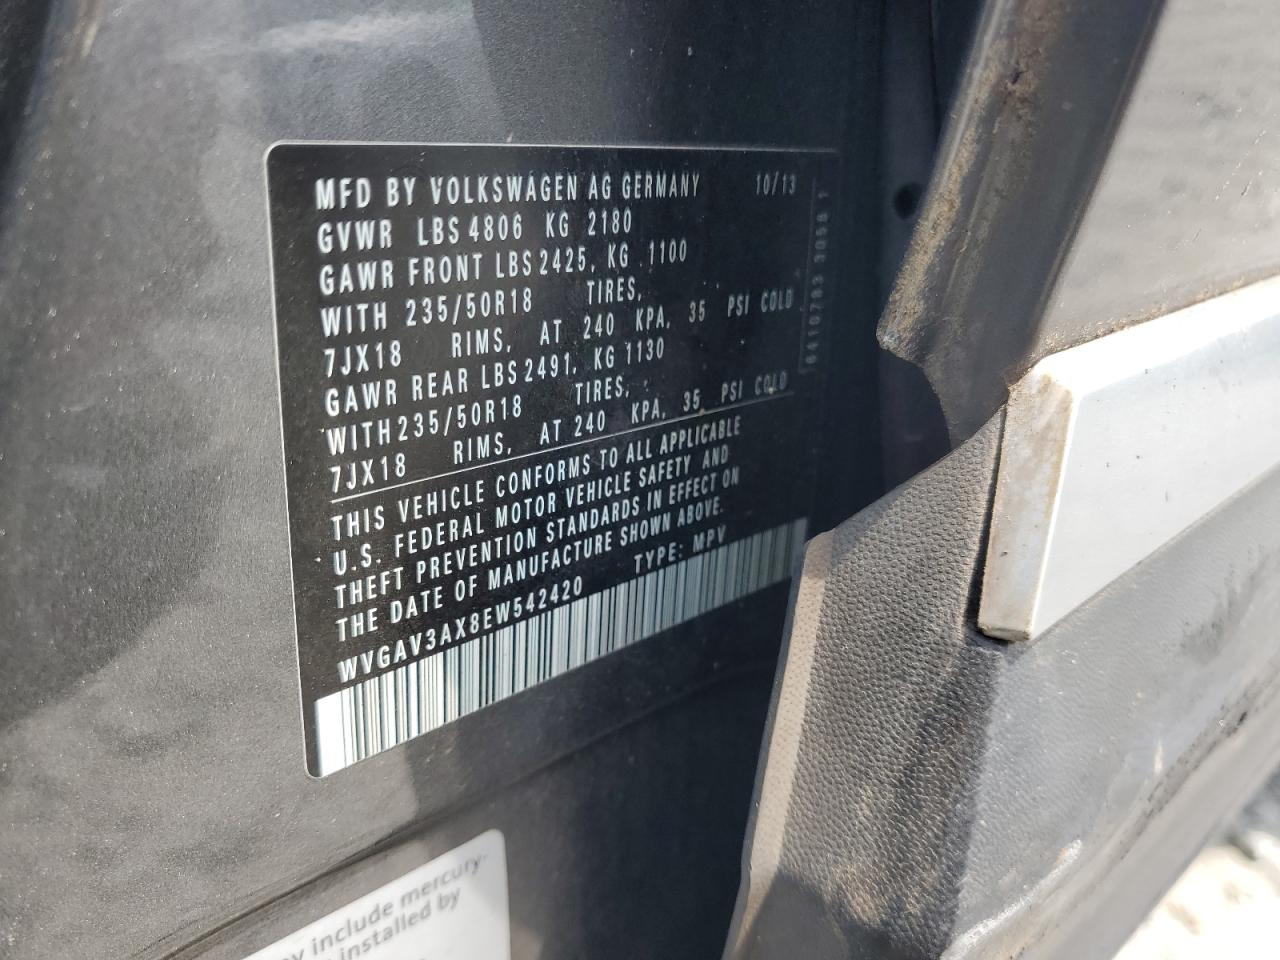 MFD BY VOLKSWAGEN AG GERMANY 10/13
GVWR LBS 4806 KG 2180
GAWR FRONT LBS 2425, KG 1100
WITH 235/50R18 TIRES,
7JX18 RIMS, AT 240 KPA, 35 PSI COLD
GAWR REAR LBS 2491, KG 1130
WITH 235/50R18 TIRES,
7JX18 RIMS, AT 240 KPA, 35 PSI COLD
THIS VEHICLE CONFORMS TO ALL APPLICABLE
U.S. FEDERAL MOTOR VEHICLE SAFETY AND
THEFT PREVENTION STANDARDS IN EFFECT ON
THE DATE OF MANUFACTURE SHOWN ABOVE.
WVGAV3AX8EW542420 TYPE: MPV
include mercury
installed by